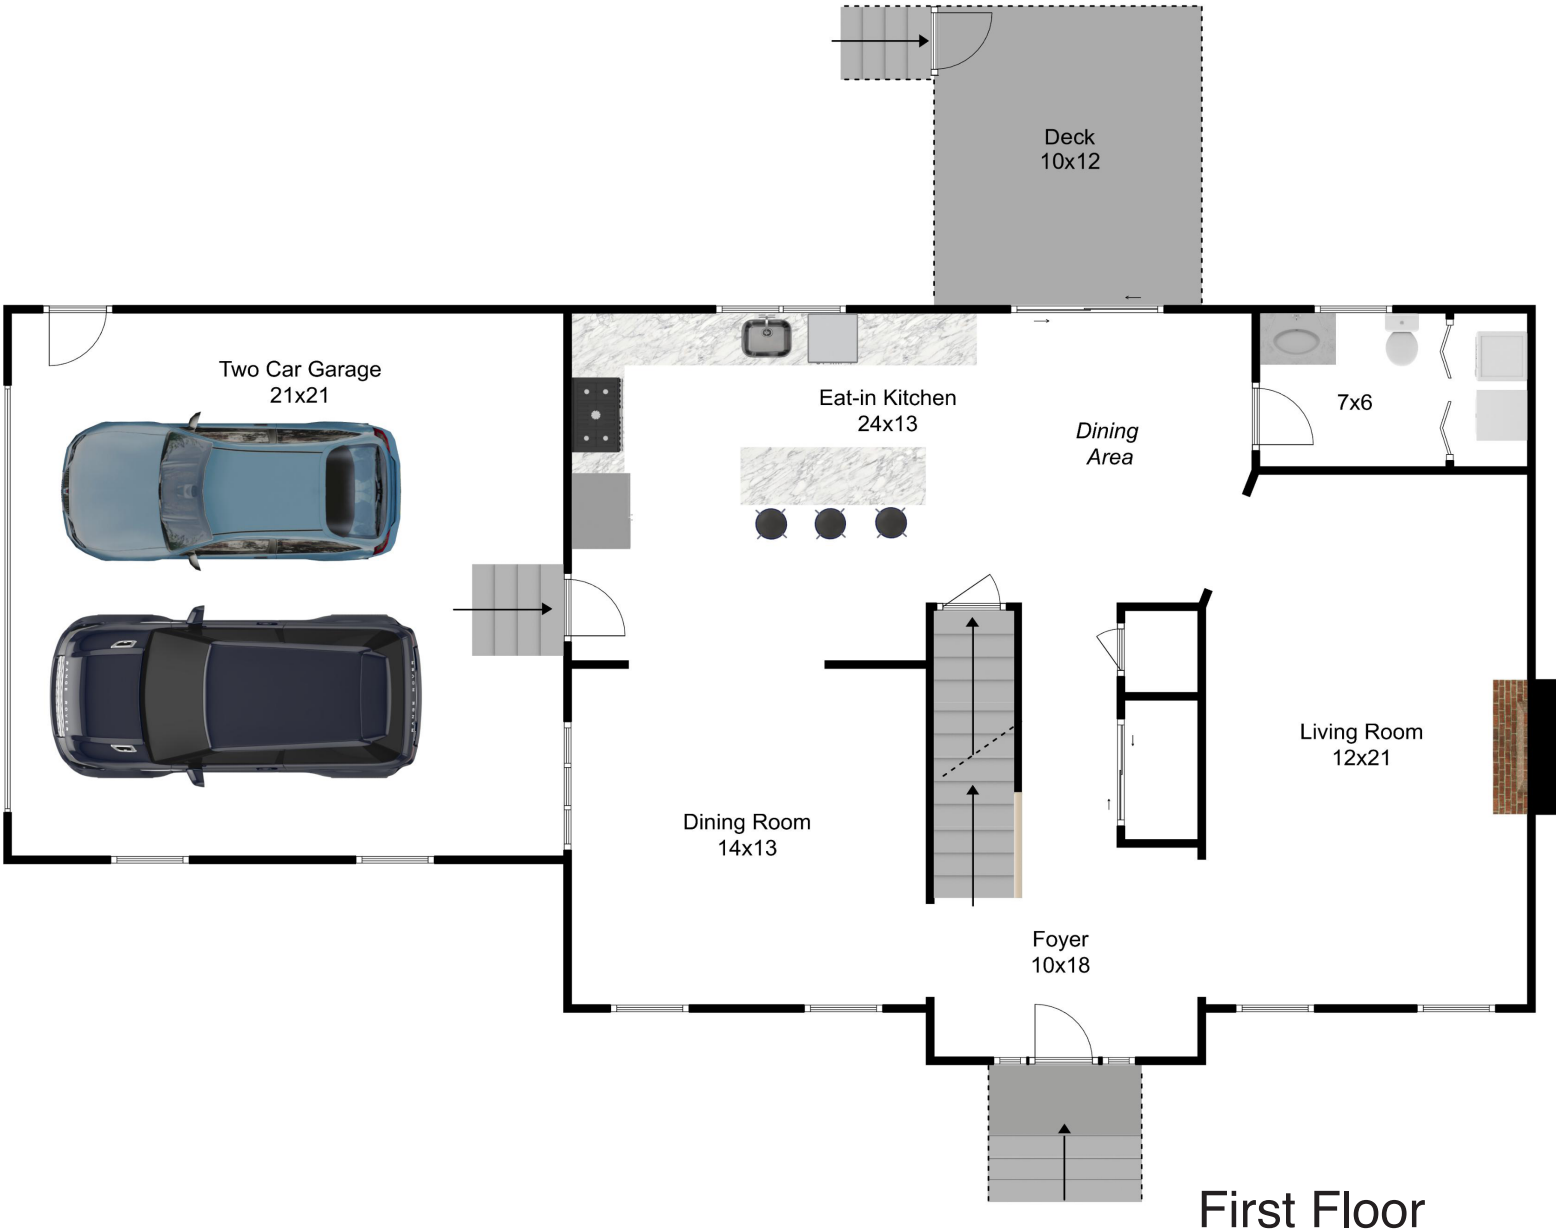 Deck
10x12
Two Car Garage
21x21
Eat-in Kitchen
24x13
Dining
Area
7x6
Living Room
12x21
Dining Room
14x13
Foyer
10x18
First Floor